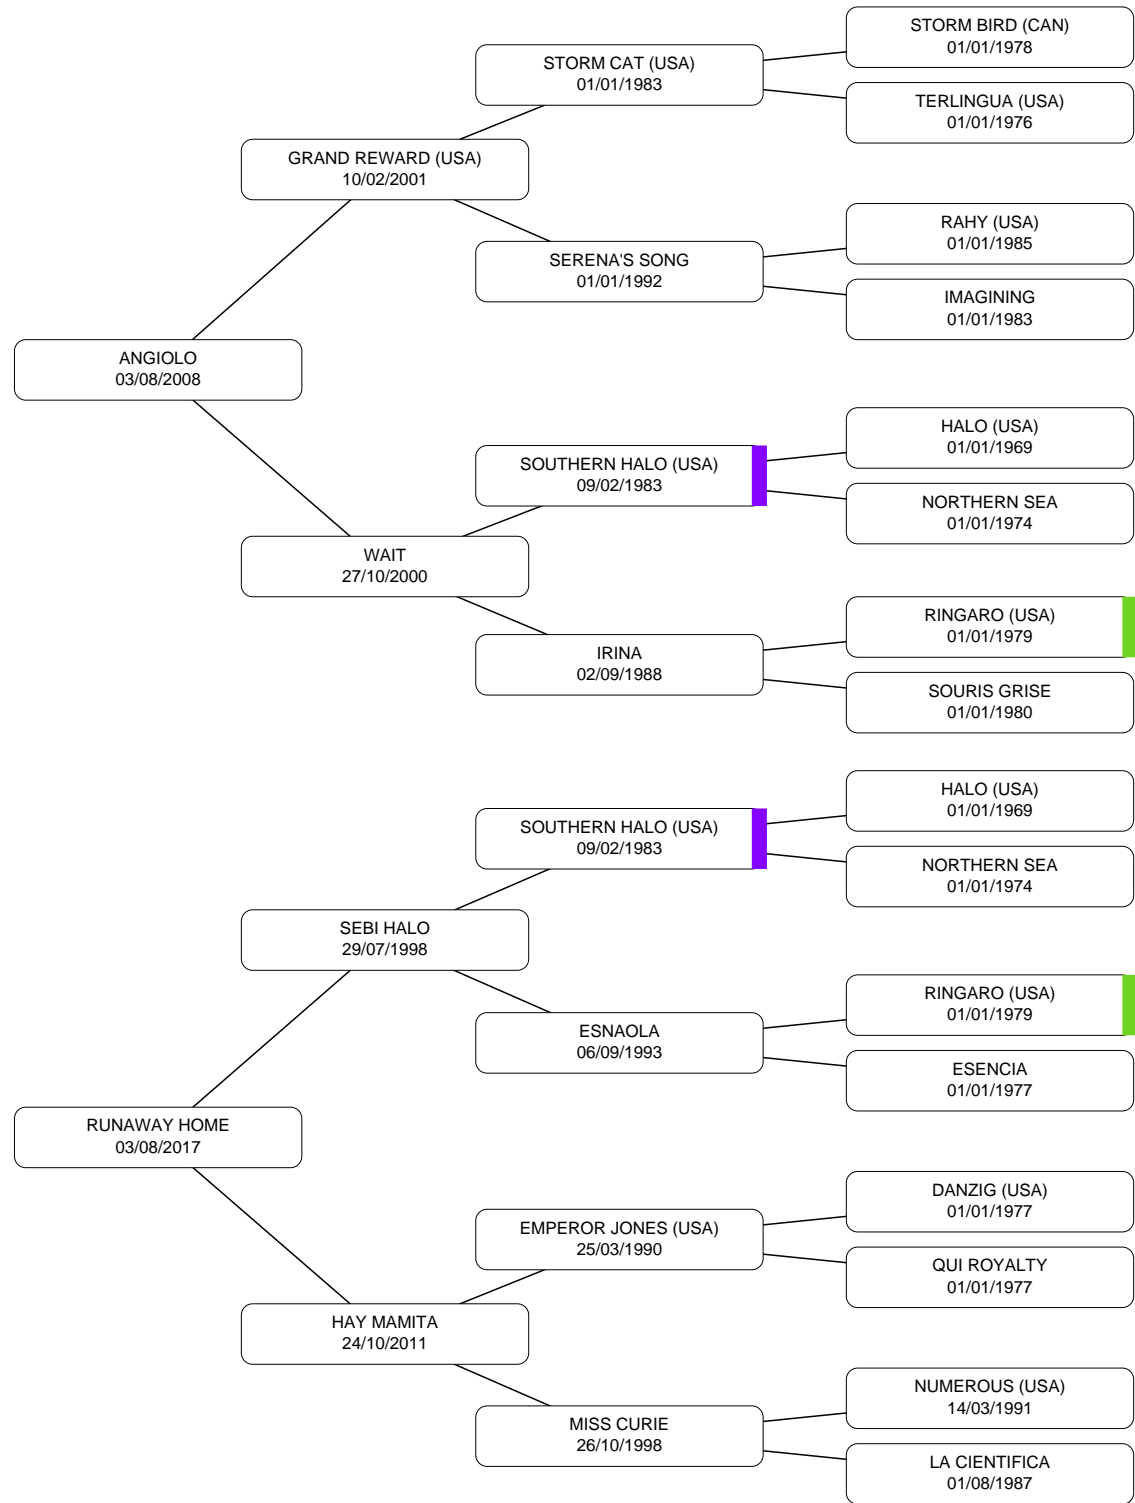 STORM BIRD (CAN)
01/01/1978
STORM CAT (USA)
01/01/1983
TERLINGUA (USA)
01/01/1976
GRAND REWARD (USA)
10/02/2001
RAHY (USA)
01/01/1985
SERENA'S SONG
01/01/1992
IMAGINING
01/01/1983
ANGIOLO
03/08/2008
HALO (USA)
01/01/1969
SOUTHERN HALO (USA)
09/02/1983
NORTHERN SEA
01/01/1974
WAIT
27/10/2000
RINGARO (USA)
01/01/1979
IRINA
02/09/1988
SOURIS GRISE
01/01/1980
HALO (USA)
01/01/1969
SOUTHERN HALO (USA)
09/02/1983
NORTHERN SEA
01/01/1974
SEBI HALO
29/07/1998
RINGARO (USA)
01/01/1979
ESNAOLA
06/09/1993
ESENCIA
01/01/1977
RUNAWAY HOME
03/08/2017
DANZIG (USA)
01/01/1977
EMPEROR JONES (USA)
25/03/1990
QUI ROYALTY
01/01/1977
HAY MAMITA
24/10/2011
NUMEROUS (USA)
14/03/1991
MISS CURIE
26/10/1998
LA CIENTIFICA
01/08/1987